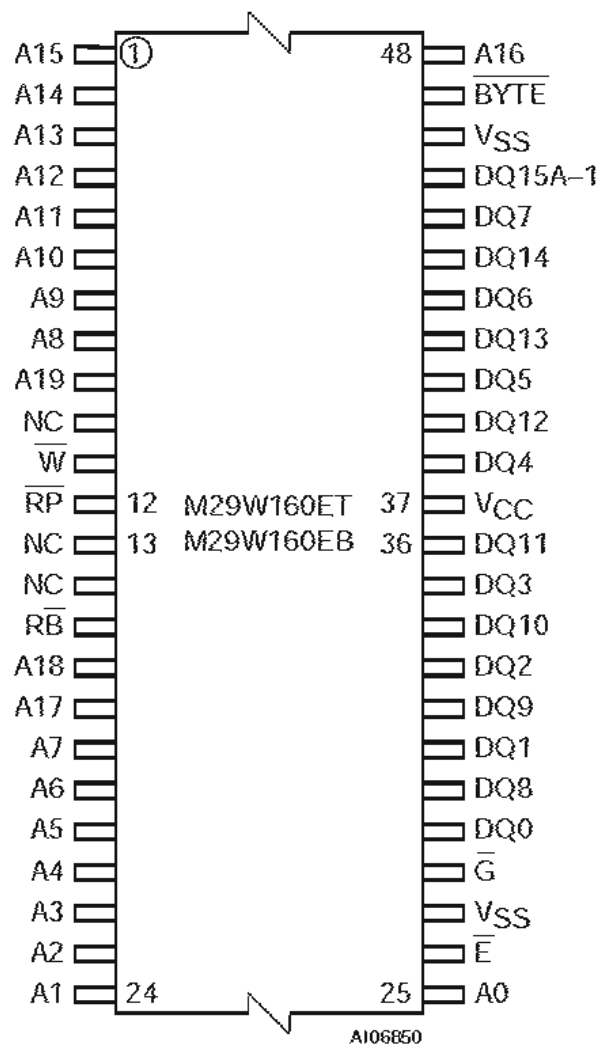 A15 1 48 A16
A14 B̅Y̅T̅E̅
A13 VSS
A12 DQ15A–1
A11 DQ7
A10 DQ14
A9 DQ6
A8 DQ13
A19 DQ5
NC DQ12
W̅ DQ4
R̅P̅ 12 M29W160ET 37 VCC
NC 13 M29W160EB 36 DQ11
NC DQ3
RB̅ DQ10
A18 DQ2
A17 DQ9
A7 DQ1
A6 DQ8
A5 DQ0
A4 G̅
A3 VSS
A2 E̅
A1 24 25 A0
AI06850